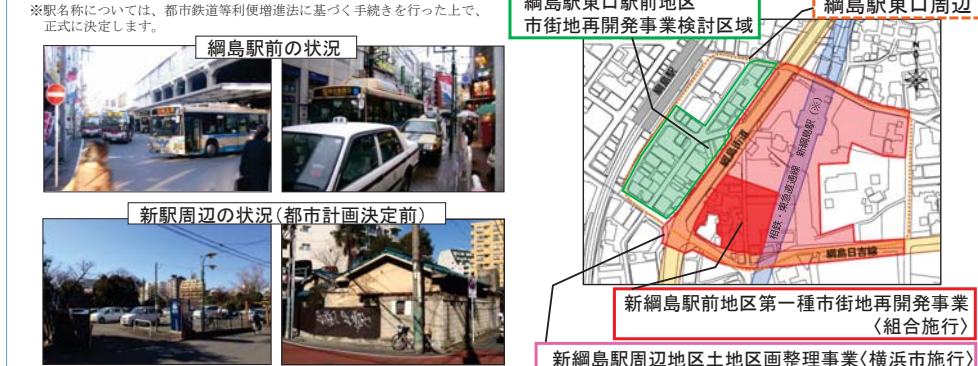 ※駅名称については、都市鉄道等利便増進法に基づく手続きを行った上で、
正式に決定します。
綱島駅前の状況
新駅周辺の状況(都市計画決定前)
綱島駅東口駅前地区
市街地再開発事業検討区域
綱島駅東口周辺
綱島駅
綱島街道
相鉄・東急直通線 新綱島駅(※)
綱島日吉線
新綱島駅前地区第一種市街地再開発事業
〈組合施行〉
新綱島駅周辺地区土地区画整理事業〈横浜市施行〉